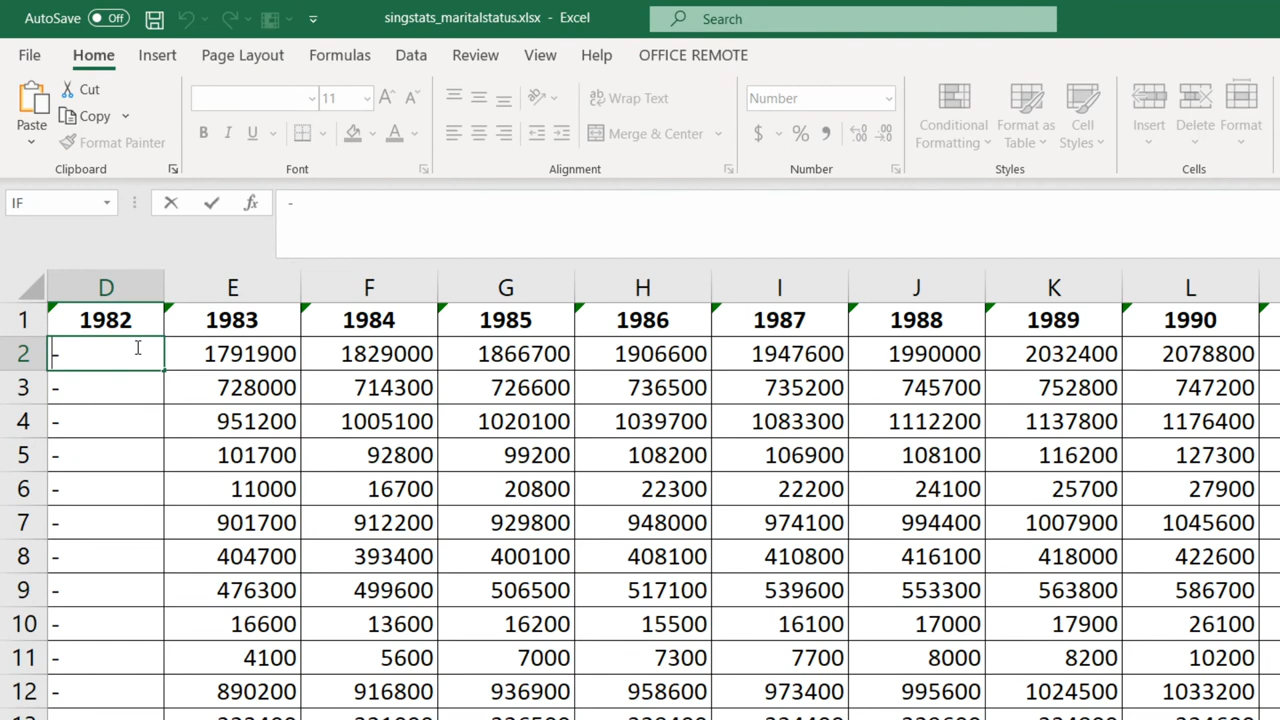 AutoSave Off singstats_maritalstatus.xlsx - Excel Search
File Home Insert Page Layout Formulas Data Review View Help OFFICE REMOTE
Paste
Cut
Copy
Format Painter
Clipboard
11 A A
B I U A
Font
Wrap Text
Merge & Center
Alignment
Number
$ % ,
Number
Conditional Formatting
Format as Table
Cell Styles
Styles
Insert
Delete
Format
Cells
IF fx -
D E F G H I J K L
1 1982 1983 1984 1985 1986 1987 1988 1989 1990
2 - 1791900 1829000 1866700 1906600 1947600 1990000 2032400 2078800
3 - 728000 714300 726600 736500 735200 745700 752800 747200
4 - 951200 1005100 1020100 1039700 1083300 1112200 1137800 1176400
5 - 101700 92800 99200 108200 106900 108100 116200 127300
6 - 11000 16700 20800 22300 22200 24100 25700 27900
7 - 901700 912200 929800 948000 974100 994400 1007900 1045600
8 - 404700 393400 400100 408100 410800 416100 418000 422600
9 - 476300 499600 506500 517100 539600 553300 563800 586700
10 - 16600 13600 16200 15500 16100 17000 17900 26100
11 - 4100 5600 7000 7300 7700 8000 8200 10200
12 - 890200 916800 936900 958600 973400 995600 1024500 1033200